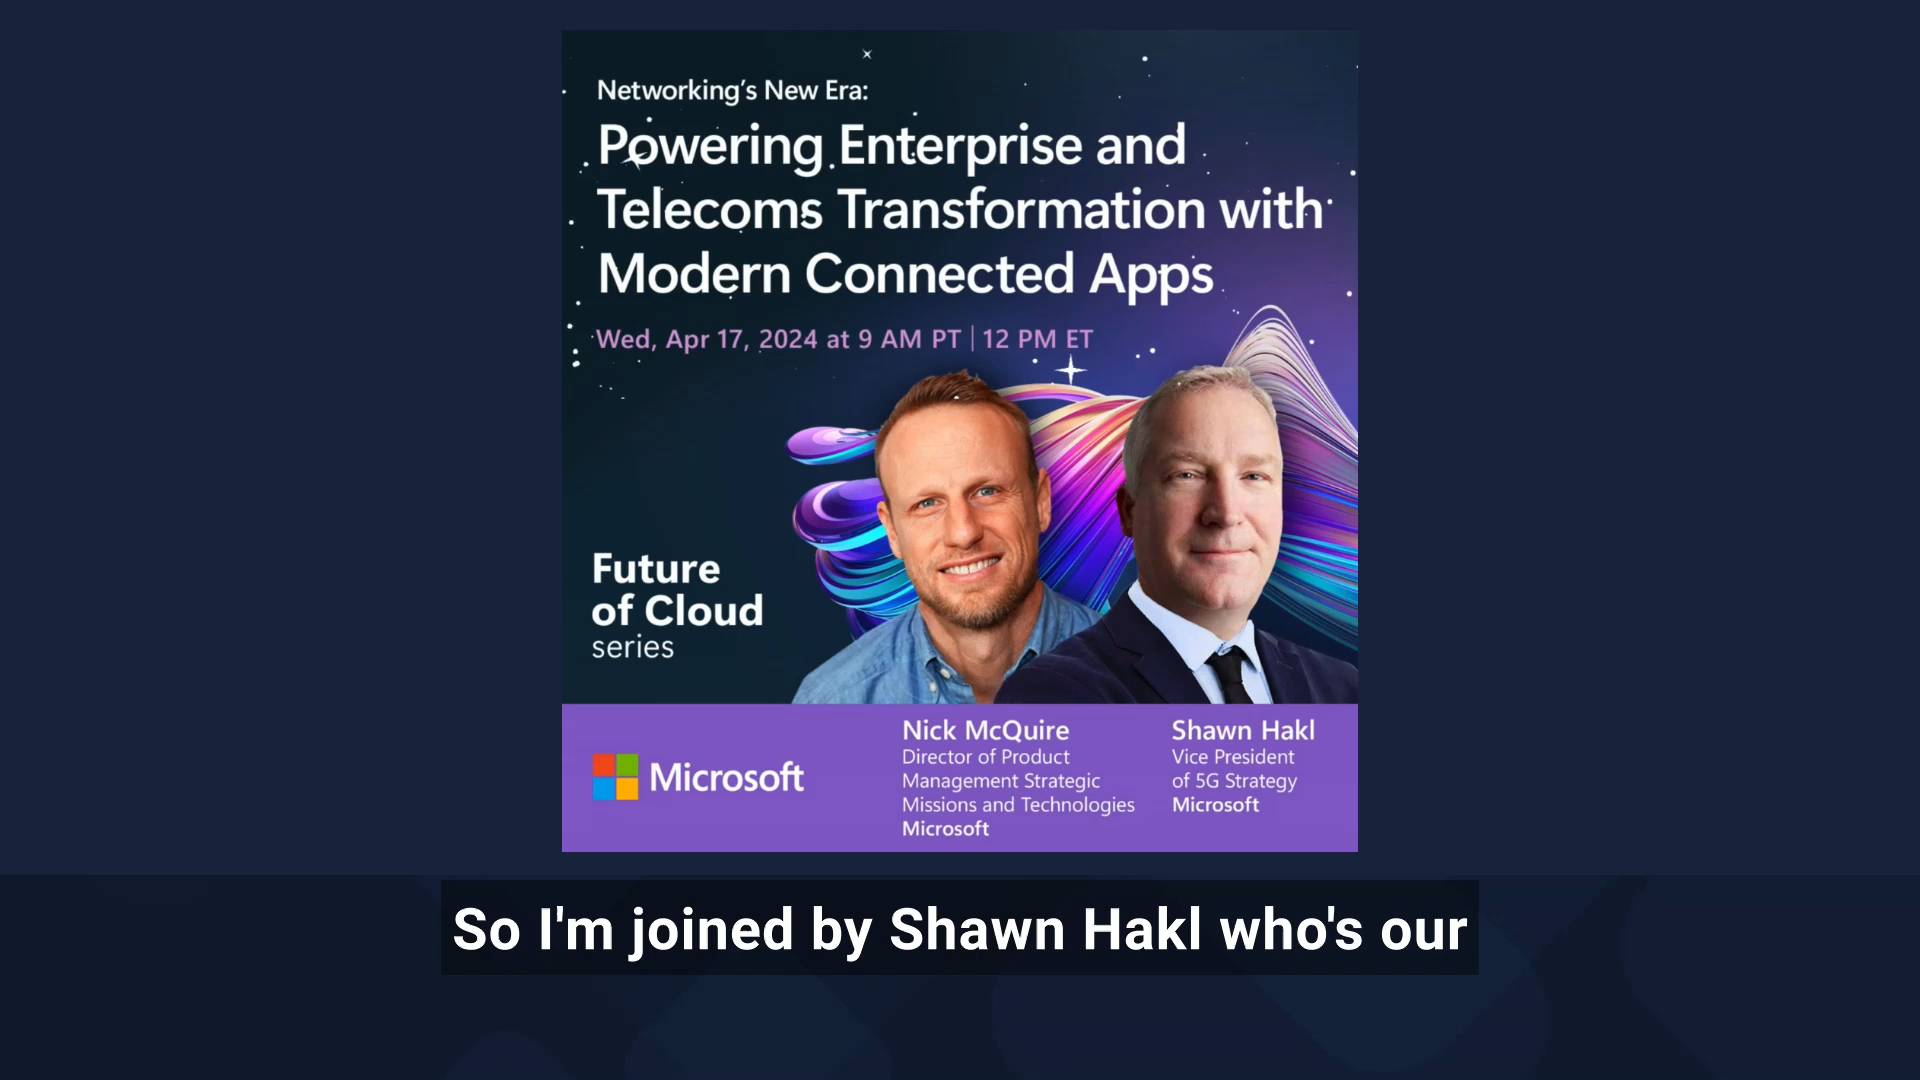 Networking's New Era:
Powering Enterprise and
Telecoms Transformation with
Modern Connected Apps
Wed, Apr 17, 2024 at 9 AM PT | 12 PM ET
Future
of Cloud
series
Microsoft
Nick McQuire
Director of Product
Management Strategic
Missions and Technologies
Microsoft
Shawn Hakl
Vice President
of 5G Strategy
Microsoft
So I'm joined by Shawn Hakl who's our